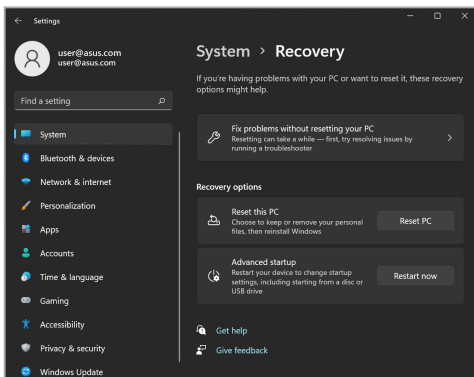 Settings
user@asus.com
user@asus.com
Find a setting
System
Bluetooth & devices
Network & internet
Personalization
Apps
Accounts
Time & language
Gaming
Accessibility
Privacy & security
Windows Update
System > Recovery
If you're having problems with your PC or want to reset it, these recovery
options might help.
Fix problems without resetting your PC
Resetting can take a while — first, try resolving issues by
running a troubleshooter
Recovery options
Reset this PC
Choose to keep or remove your personal
files, then reinstall Windows
Reset PC
Advanced startup
Restart your device to change startup
settings, including starting from a disc or
USB drive
Restart now
Get help
Give feedback